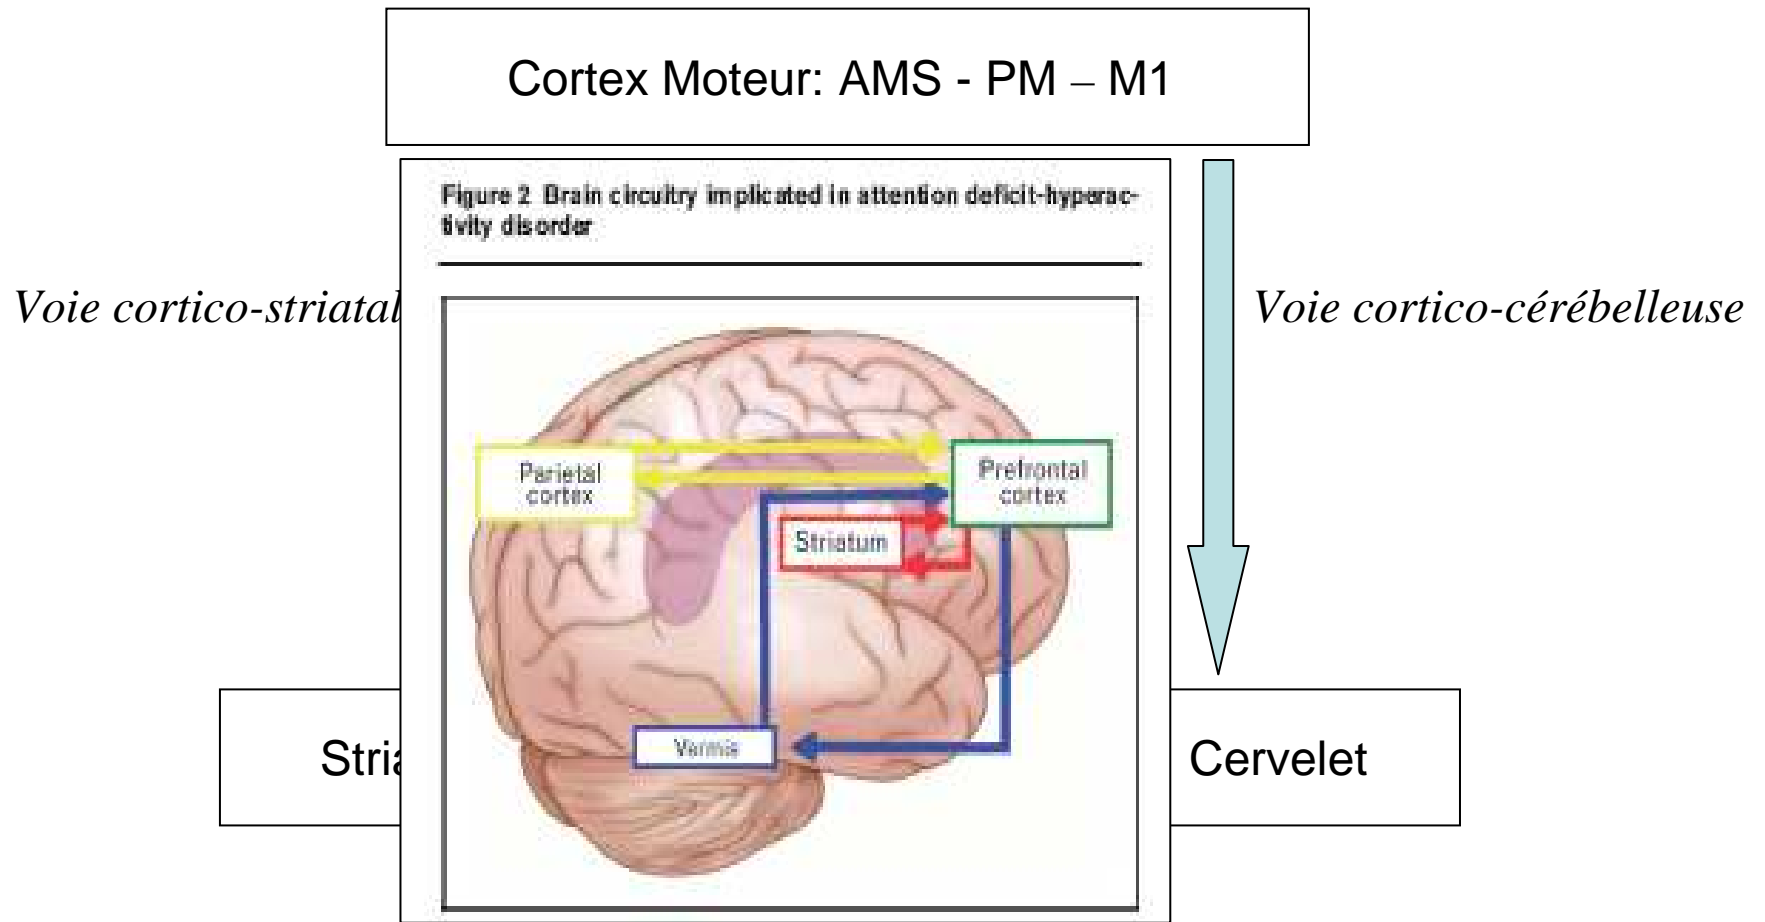 Cortex Moteur: AMS - PM – M1
Figure 2 Brain circuitry implicated in attention deficit-hyperac-
tivity disorder
Voie cortico-striatal
Voie cortico-cérébelleuse
Parietal
cortex
Prefrontal
cortex
Striatum
Vermis
Stria
Cervelet